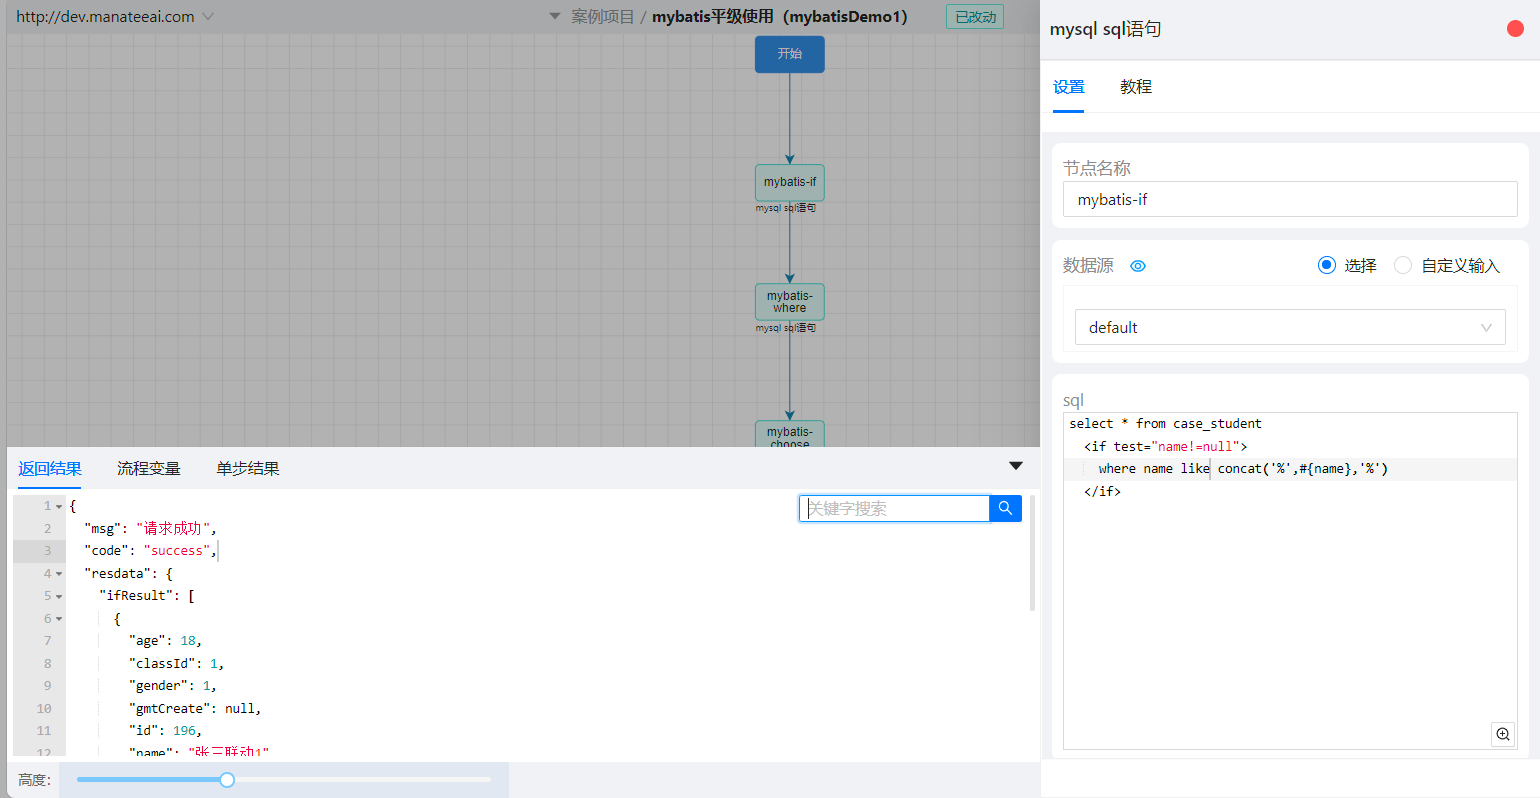 http://dev.manateeai.com
案例项目 / mybatis平级使用（mybatisDemo1）
已改动
开始
mybatis-if
mysql sql语句
mybatis-
where
mysql sql语句
mybatis-
choose
返回结果
流程变量
单步结果
关键字搜索
1 {
2 "msg": "请求成功",
3 "code": "success",
4 "resdata": {
5 "ifResult": [
6 {
7 "age": 18,
8 "classId": 1,
9 "gender": 1,
10 "gmtCreate": null,
11 "id": 196,
12 "name": "张三联动1"
高度:
mysql sql语句
设置
教程
节点名称
mybatis-if
数据源
选择
自定义输入
default
sql
select * from case_student
<if test="name!=null">
where name like concat('%',#{name},'%')
</if>